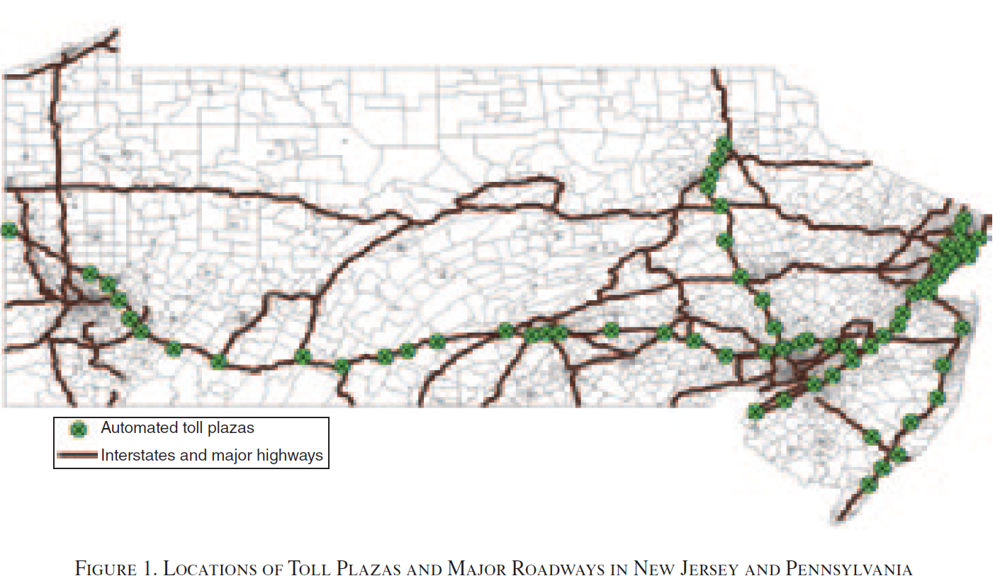 Automated toll plazas
Interstates and major highways
FIGURE 1. LOCATIONS OF TOLL PLAZAS AND MAJOR ROADWAYS IN NEW JERSEY AND PENNSYLVANIA